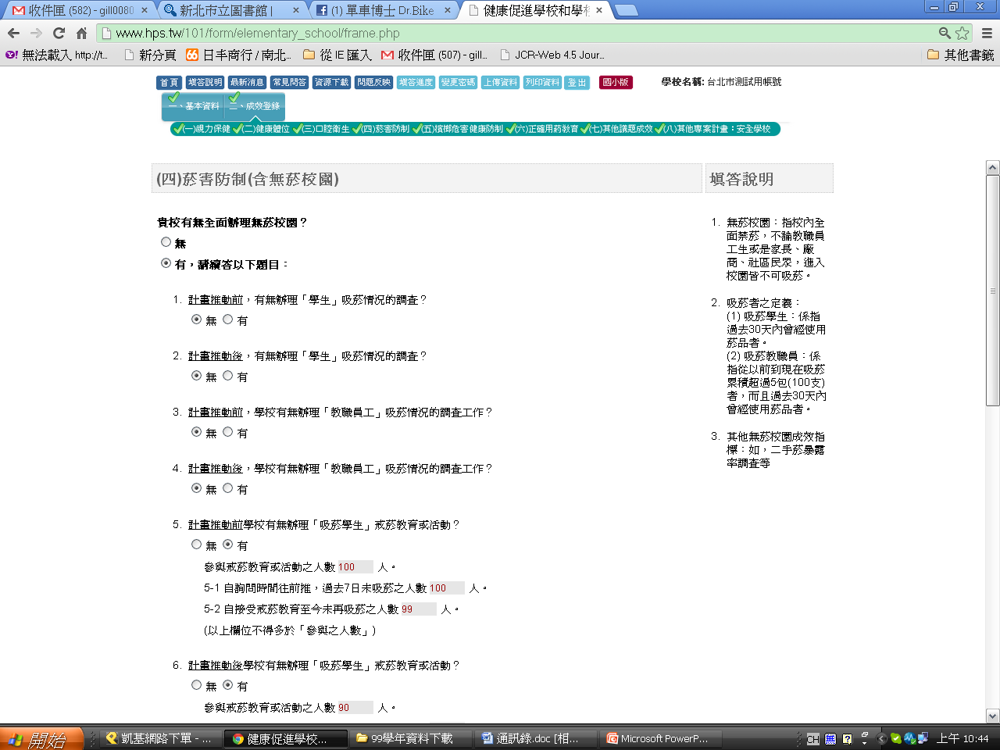 收件匣 (582) - gill0080
新北市立圖書館 |
(1) 單車博士 Dr.Bike
健康促進學校和學校
www.hps.tw/101/form/elementary_school/frame.php
無法載入 http://t...
新分頁
日丰商行 / 南北...
從 IE 匯入
收件匣 (507) - gill...
JCR-Web 4.5 Jour...
其他書籤
首 頁 填答說明 最新消息 常見問答 資源下載 問題反映 填答進度 變更密碼 上傳資料 列印資料 登 出 國小版 學校名稱: 台北市測試用帳號
一、基本資料 二、成效登錄
(一)視力保健 (二)健康體位 (三)口腔衛生 (四)菸害防制 (五)檳榔危害健康防制 (六)正確用藥教育 (七)其他議題成效 (八)其他專案計畫：安全學校
(四)菸害防制(含無菸校園)
貴校有無全面辦理無菸校園？
無
有，請續答以下題目：
1. 計畫推動前，有無辦理「學生」吸菸情況的調查？
無 有
2. 計畫推動後，有無辦理「學生」吸菸情況的調查？
無 有
3. 計畫推動前，學校有無辦理「教職員工」吸菸情況的調查工作？
無 有
4. 計畫推動後，學校有無辦理「教職員工」吸菸情況的調查工作？
無 有
5. 計畫推動前學校有無辦理「吸菸學生」戒菸教育或活動？
無 有
參與戒菸教育或活動之人數 100 人。
5-1 自詢問時間往前推，過去7日未吸菸之人數 100 人。
5-2 自接受戒菸教育至今未再吸菸之人數 99 人。
(以上欄位不得多於「參與之人數」)
6. 計畫推動後學校有無辦理「吸菸學生」戒菸教育或活動？
無 有
參與戒菸教育或活動之人數 90 人。
填答說明
1. 無菸校園：指校內全
面禁菸，不論教職員
工生或是家長、廠
商、社區民眾，進入
校園皆不可吸菸。
2. 吸菸者之定義：
(1) 吸菸學生：係指
過去30天內曾經使用
菸品者。
(2) 吸菸教職員：係
指從以前到現在吸菸
累積超過5包(100支)
者，而且過去30天內
曾經使用菸品者。
3. 其他無菸校園成效指
標：如，二手菸暴露
率調查等
開始
凱基網路下單 - ...
健康促進學校...
99學年資料下載
通訊錄.doc [相...
Microsoft PowerP...
CH
上午 10:44